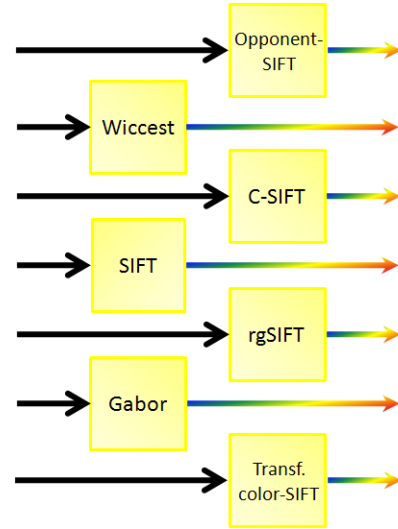 Opponent-
SIFT
Wiccest
C-SIFT
SIFT
rgSIFT
Gabor
Transf.
color-SIFT